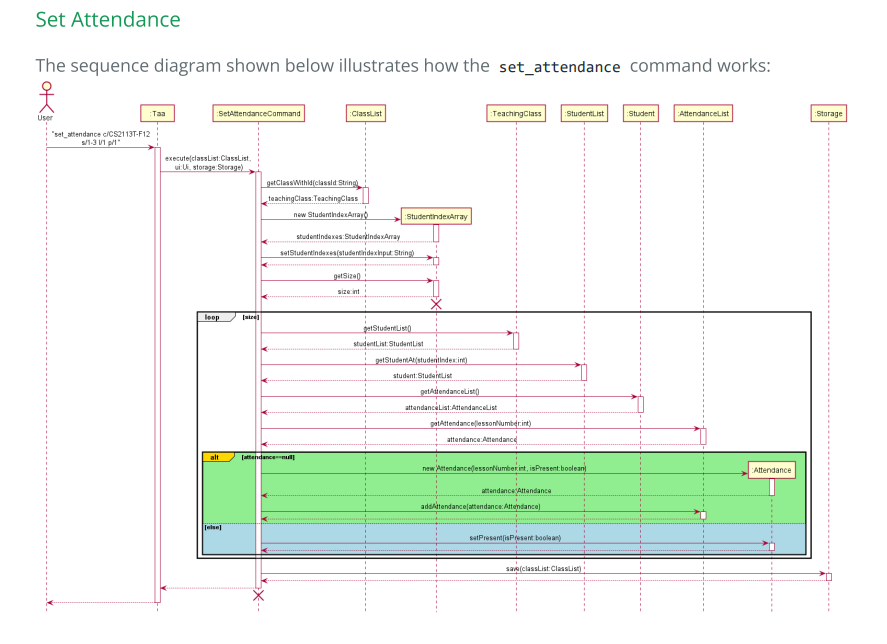 Set Attendance
The sequence diagram shown below illustrates how the set_attendance command works:
User
:Taa
:SetAttendanceCommand
:ClassList
:TeachingClass
:StudentList
:Student
:AttendanceList
:Storage
"set_attendance c/CS2113T-F12
s/1-3 l/1 p/1"
execute(classList:ClassList,
ui:Ui, storage:Storage)
getClassWithId(classId:String)
teachingClass:TeachingClass
new StudentIndexArray()
:StudentIndexArray
studentIndexes:StudentIndexArray
setStudentIndexes(studentIndexInput:String)
getSize()
size:int
loop [size]
getStudentList()
studentList:StudentList
getStudentAt(studentIndex:int)
student:StudentList
getAttendanceList()
attendanceList:AttendanceList
getAttendance(lessonNumber:int)
attendance:Attendance
alt [attendance==null]
new Attendance(lessonNumber:int, isPresent:boolean)
:Attendance
attendance:Attendance
addAttendance(attendance:Attendance)
[else]
setPresent(isPresent:boolean)
save(classList:ClassList)